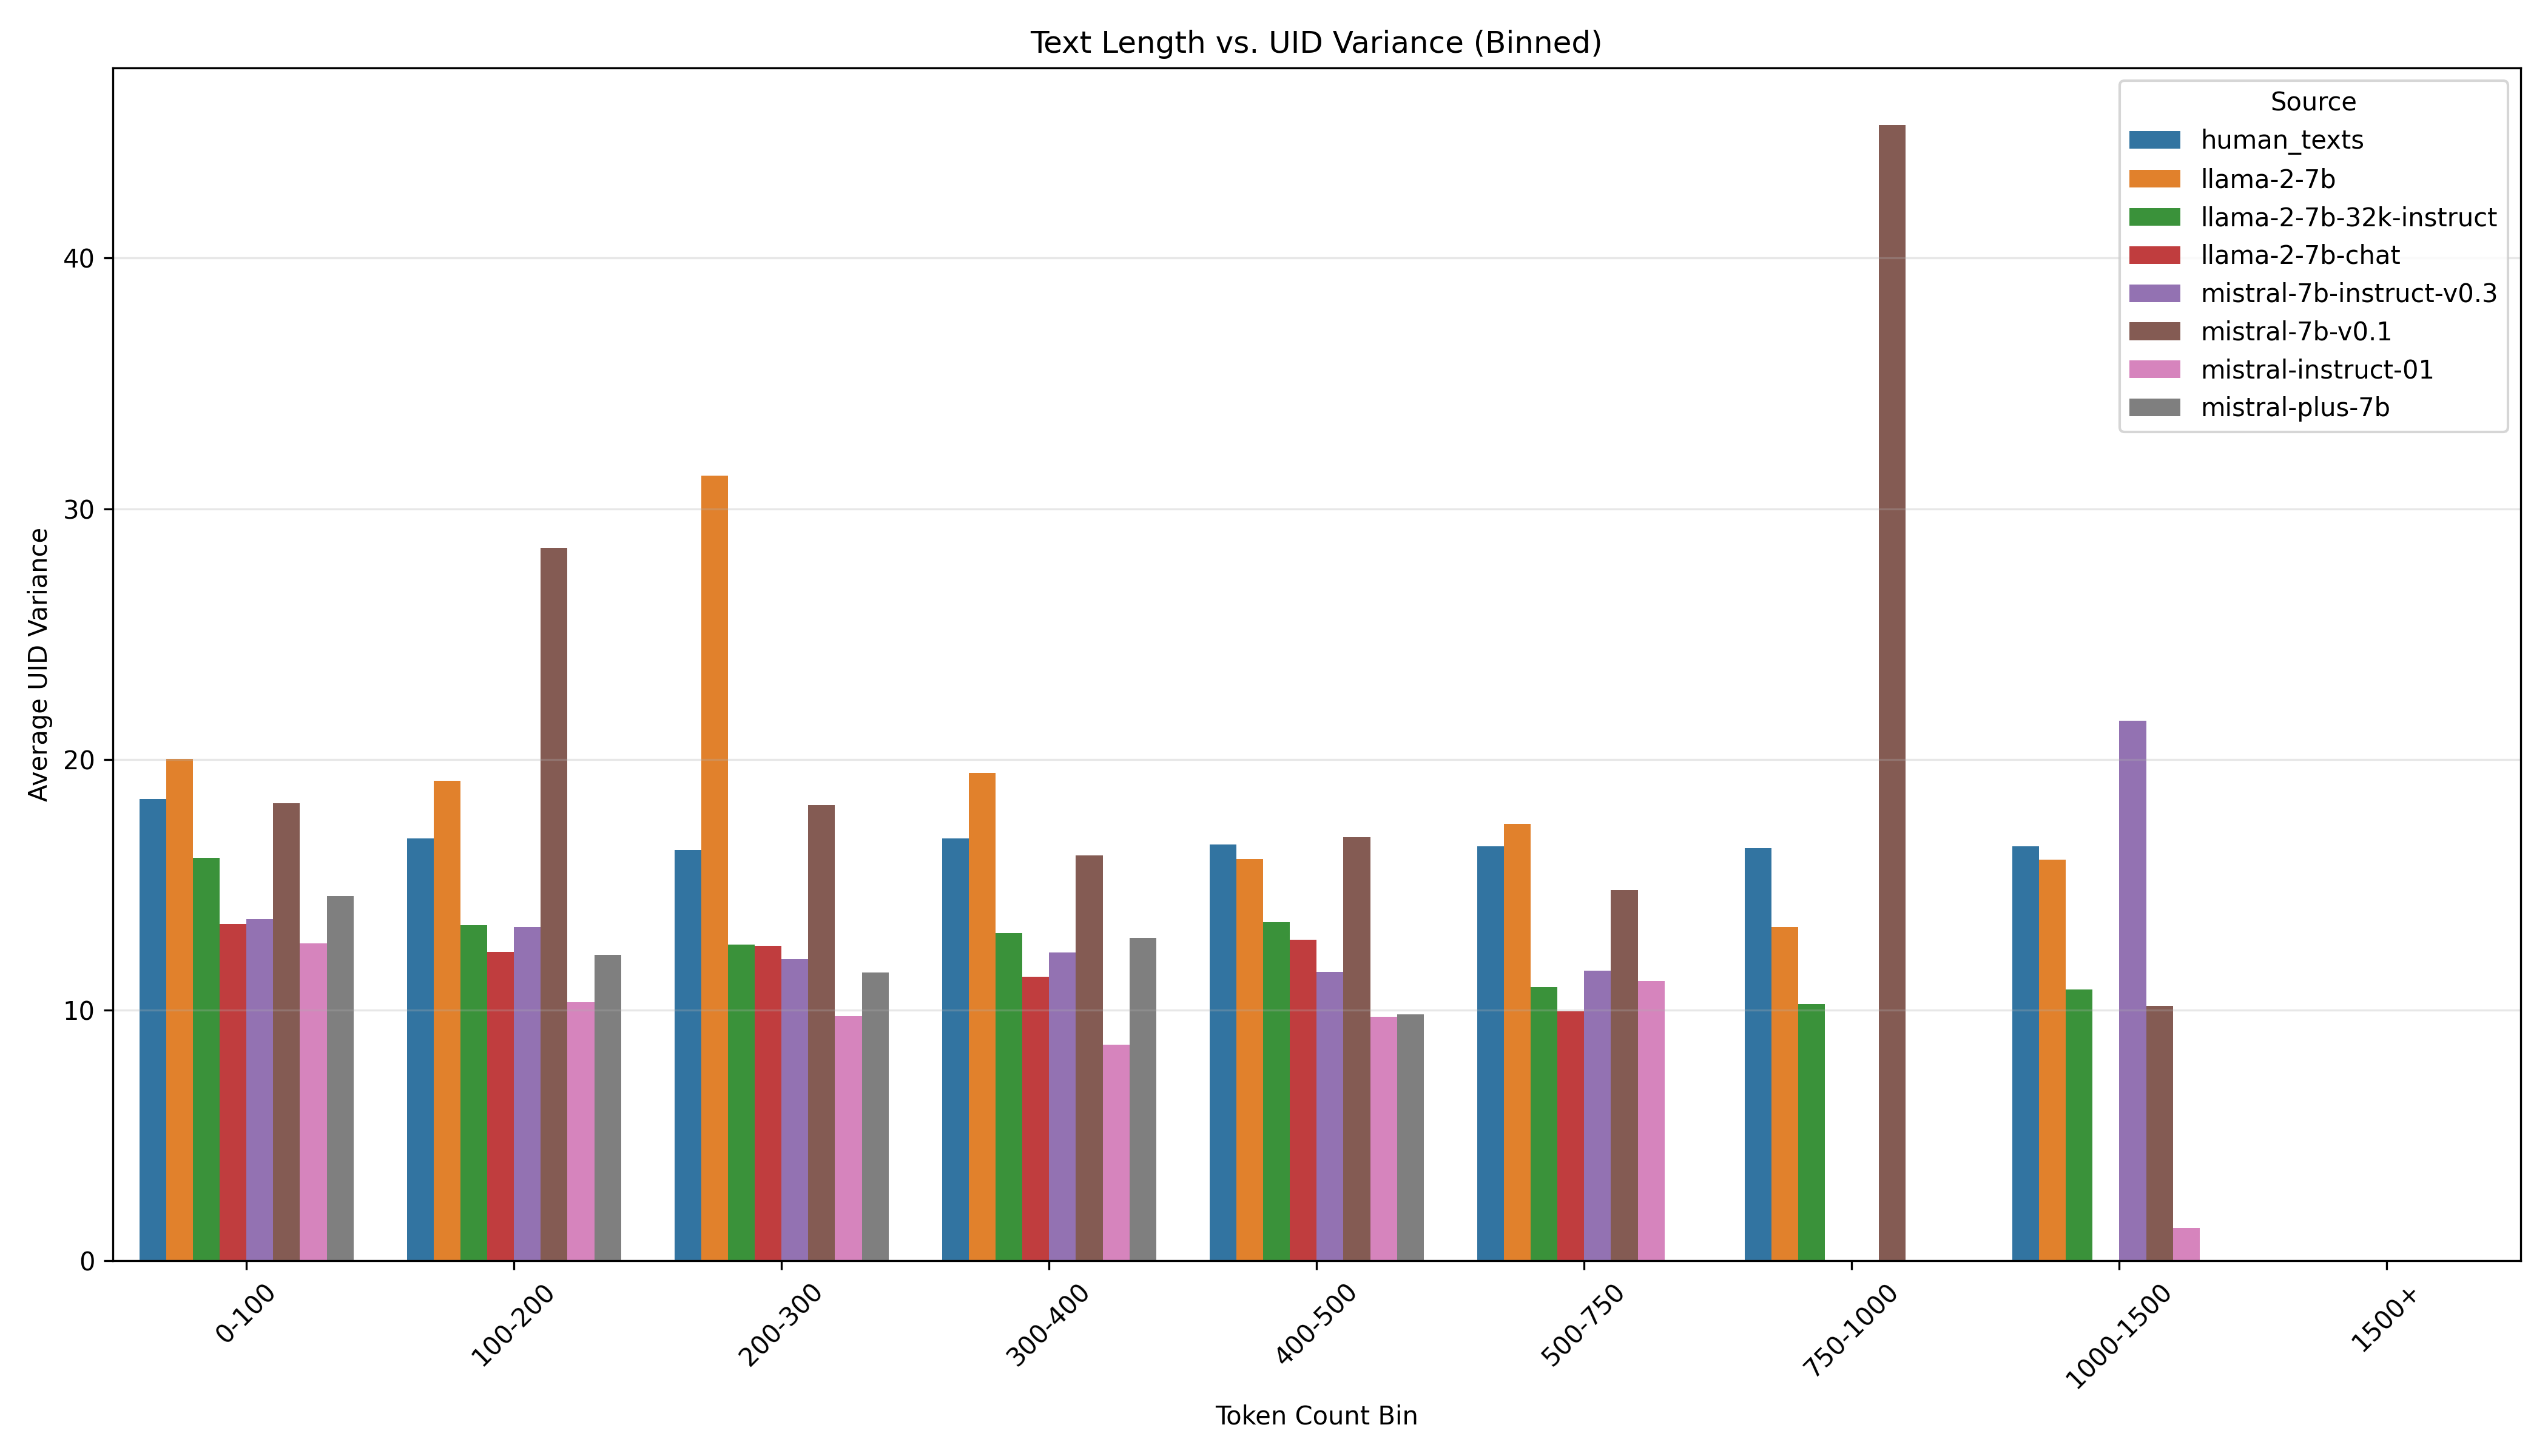 Text Length vs. UID Variance (Binned)
Source
human_texts
llama-2-7b
llama-2-7b-32k-instruct
llama-2-7b-chat
mistral-7b-instruct-v0.3
mistral-7b-v0.1
mistral-instruct-01
mistral-plus-7b
Average UID Variance
40
30
20
10
0
0-100
100-200
200-300
300-400
400-500
500-750
750-1000
1000-1500
1500+
Token Count Bin